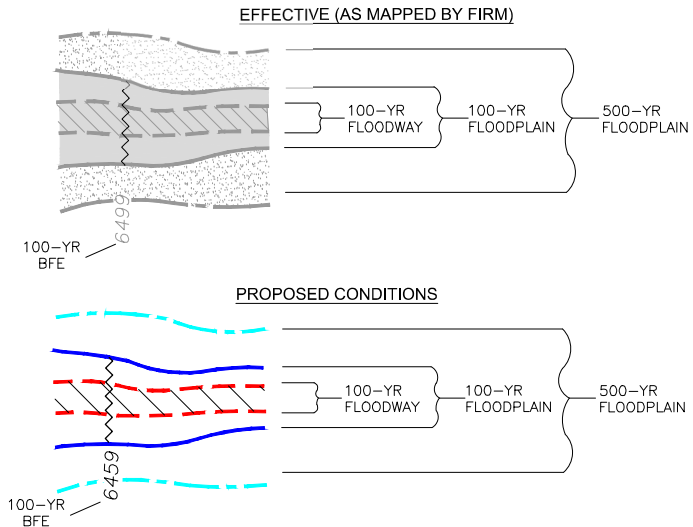 EFFECTIVE (AS MAPPED BY FIRM)
100-YR
FLOODWAY
100-YR
FLOODPLAIN
500-YR
FLOODPLAIN
6499
100-YR
BFE
PROPOSED CONDITIONS
100-YR
FLOODWAY
100-YR
FLOODPLAIN
500-YR
FLOODPLAIN
6459
100-YR
BFE